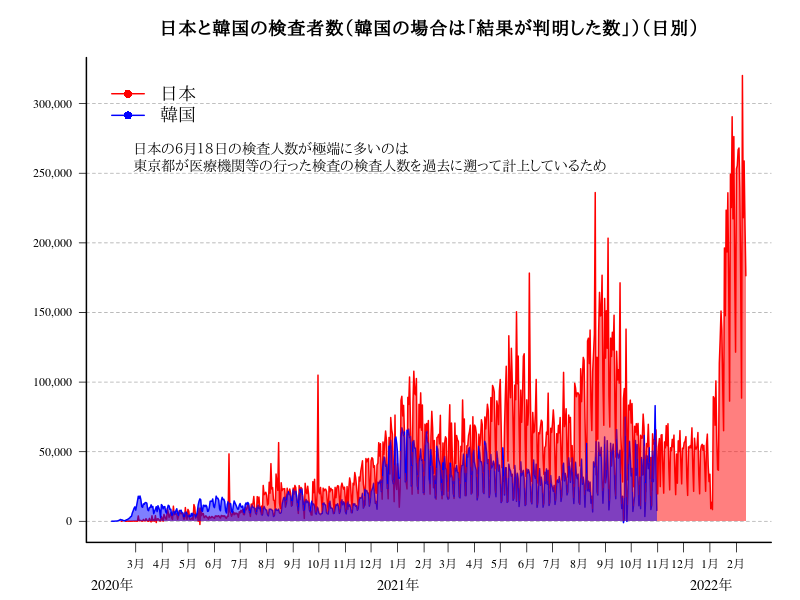 日本と韓国の検査者数（韓国の場合は「結果が判明した数」）（日別）
日本
韓国
日本の6月18日の検査人数が極端に多いのは
東京都が医療機関等の行った検査の検査人数を過去に遡って計上しているため
300,000
250,000
200,000
150,000
100,000
50,000
0
3月 4月 5月 6月 7月 8月 9月 10月 11月 12月 1月 2月 3月 4月 5月 6月 7月 8月 9月 10月 11月 12月 1月 2月
2020年 2021年 2022年